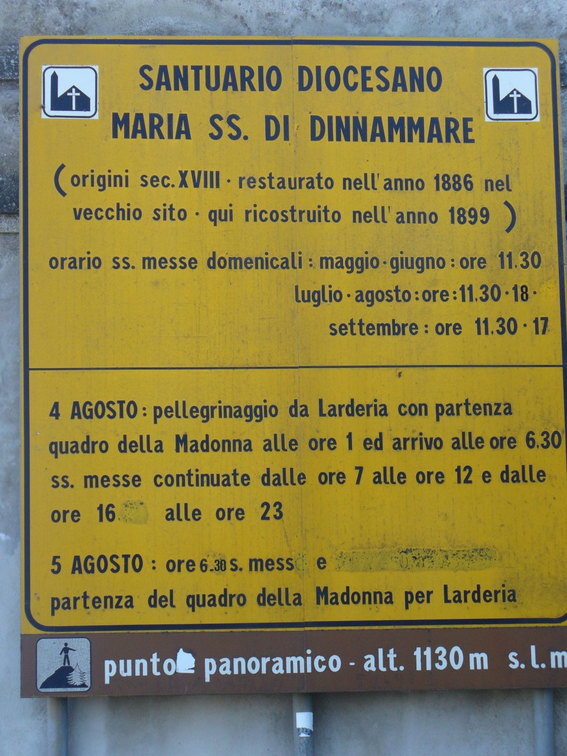 SANTUARIO DIOCESANO
MARIA SS. DI DINNAMMARE
(origini sec. XVIII · restaurato nell'anno 1886 nel
vecchio sito · qui ricostruito nell'anno 1899)
orario ss. messe domenicali : maggio · giugno : ore 11.30
luglio · agosto : ore : 11.30 · 18 ·
settembre : ore 11.30 · 17
4 AGOSTO : pellegrinaggio da Larderia con partenza
quadro della Madonna alle ore 1 ed arrivo alle ore 6.30
ss. messe continuate dalle ore 7 alle ore 12 e dalle
ore 16 alle ore 23
5 AGOSTO : ore 6.30 s. mess e
partenza del quadro della Madonna per Larderia
punto panoramico - alt. 1130 m s.l.m